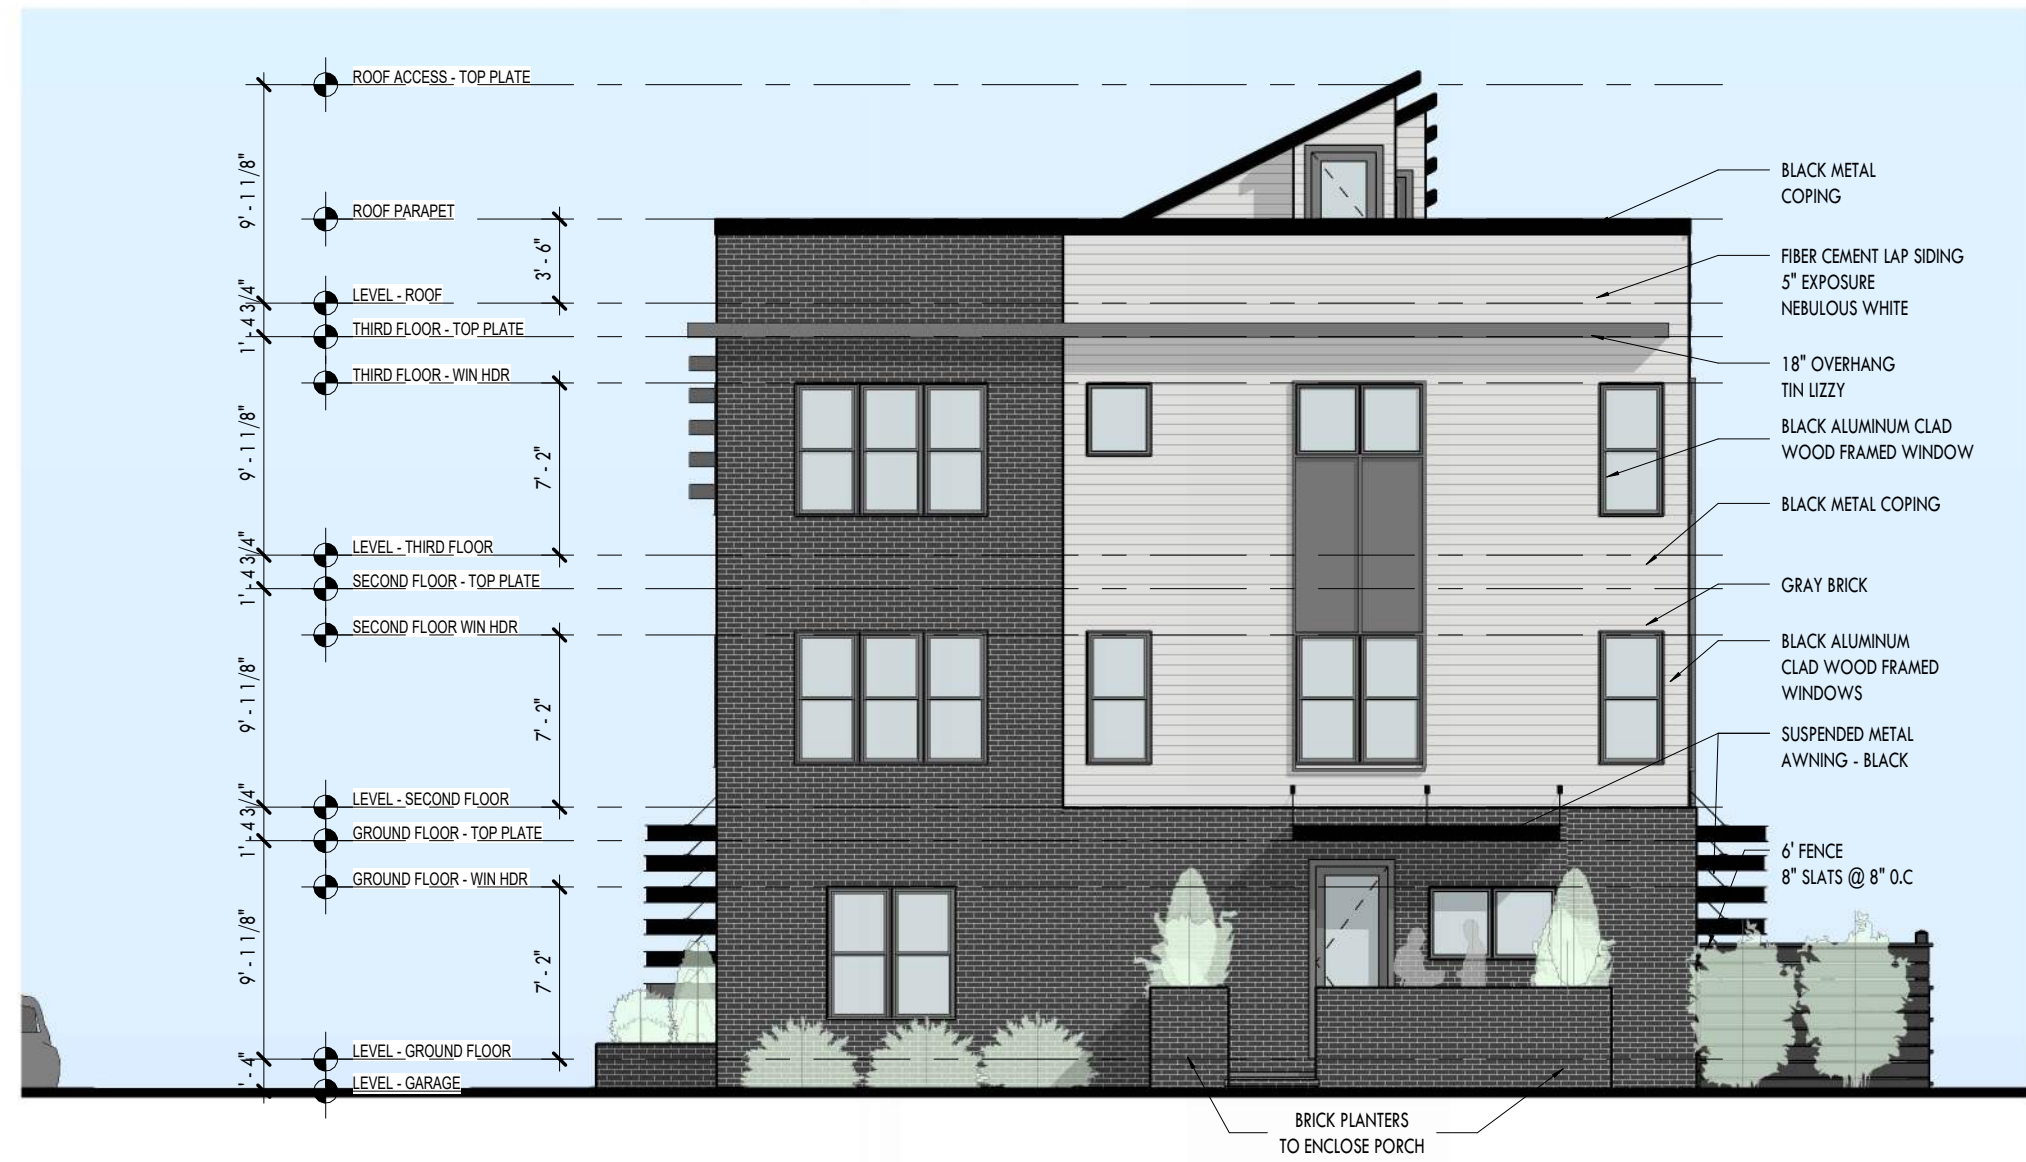 ROOF ACCESS - TOP PLATE
9' - 1 1/8"
ROOF PARAPET
3' - 6"
LEVEL - ROOF
1' - 4 3/4"
THIRD FLOOR - TOP PLATE
THIRD FLOOR - WIN HDR
9' - 1 1/8"
7' - 2"
LEVEL - THIRD FLOOR
1' - 4 3/4"
SECOND FLOOR - TOP PLATE
SECOND FLOOR WIN HDR
9' - 1 1/8"
7' - 2"
LEVEL - SECOND FLOOR
1' - 4 3/4"
GROUND FLOOR - TOP PLATE
GROUND FLOOR - WIN HDR
9' - 1 1/8"
7' - 2"
LEVEL - GROUND FLOOR
' - 4"
LEVEL - GARAGE
BLACK METAL
COPING
FIBER CEMENT LAP SIDING
5" EXPOSURE
NEBULOUS WHITE
18" OVERHANG
TIN LIZZY
BLACK ALUMINUM CLAD
WOOD FRAMED WINDOW
BLACK METAL COPING
GRAY BRICK
BLACK ALUMINUM
CLAD WOOD FRAMED
WINDOWS
SUSPENDED METAL
AWNING - BLACK
6' FENCE
8" SLATS @ 8" 0.C
BRICK PLANTERS
TO ENCLOSE PORCH